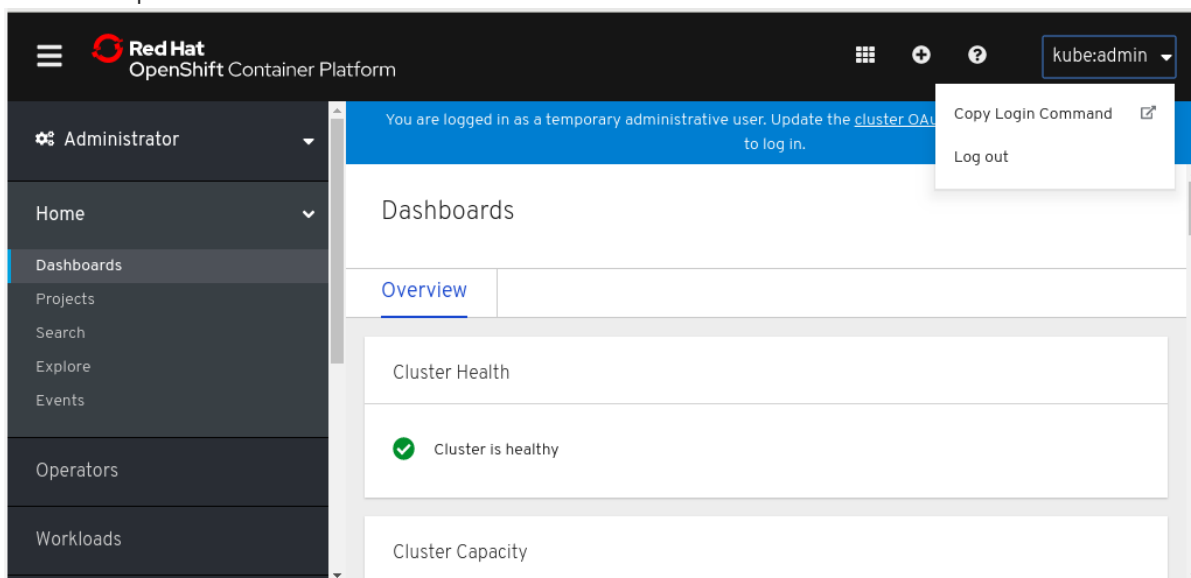 Red Hat
OpenShift Container Platform
kube:admin
Copy Login Command
Log out
Administrator
You are logged in as a temporary administrative user. Update the cluster
to log in.
Home
Dashboards
Projects
Search
Explore
Events
Operators
Workloads
Dashboards
Overview
Cluster Health
Cluster is healthy
Cluster Capacity